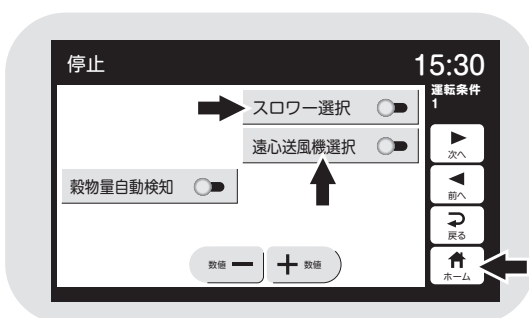 停止 15:30
運転条件
1
スロワー選択
遠心送風機選択
穀物量自動検知
次へ
前へ
戻る
ホーム
数値 数値